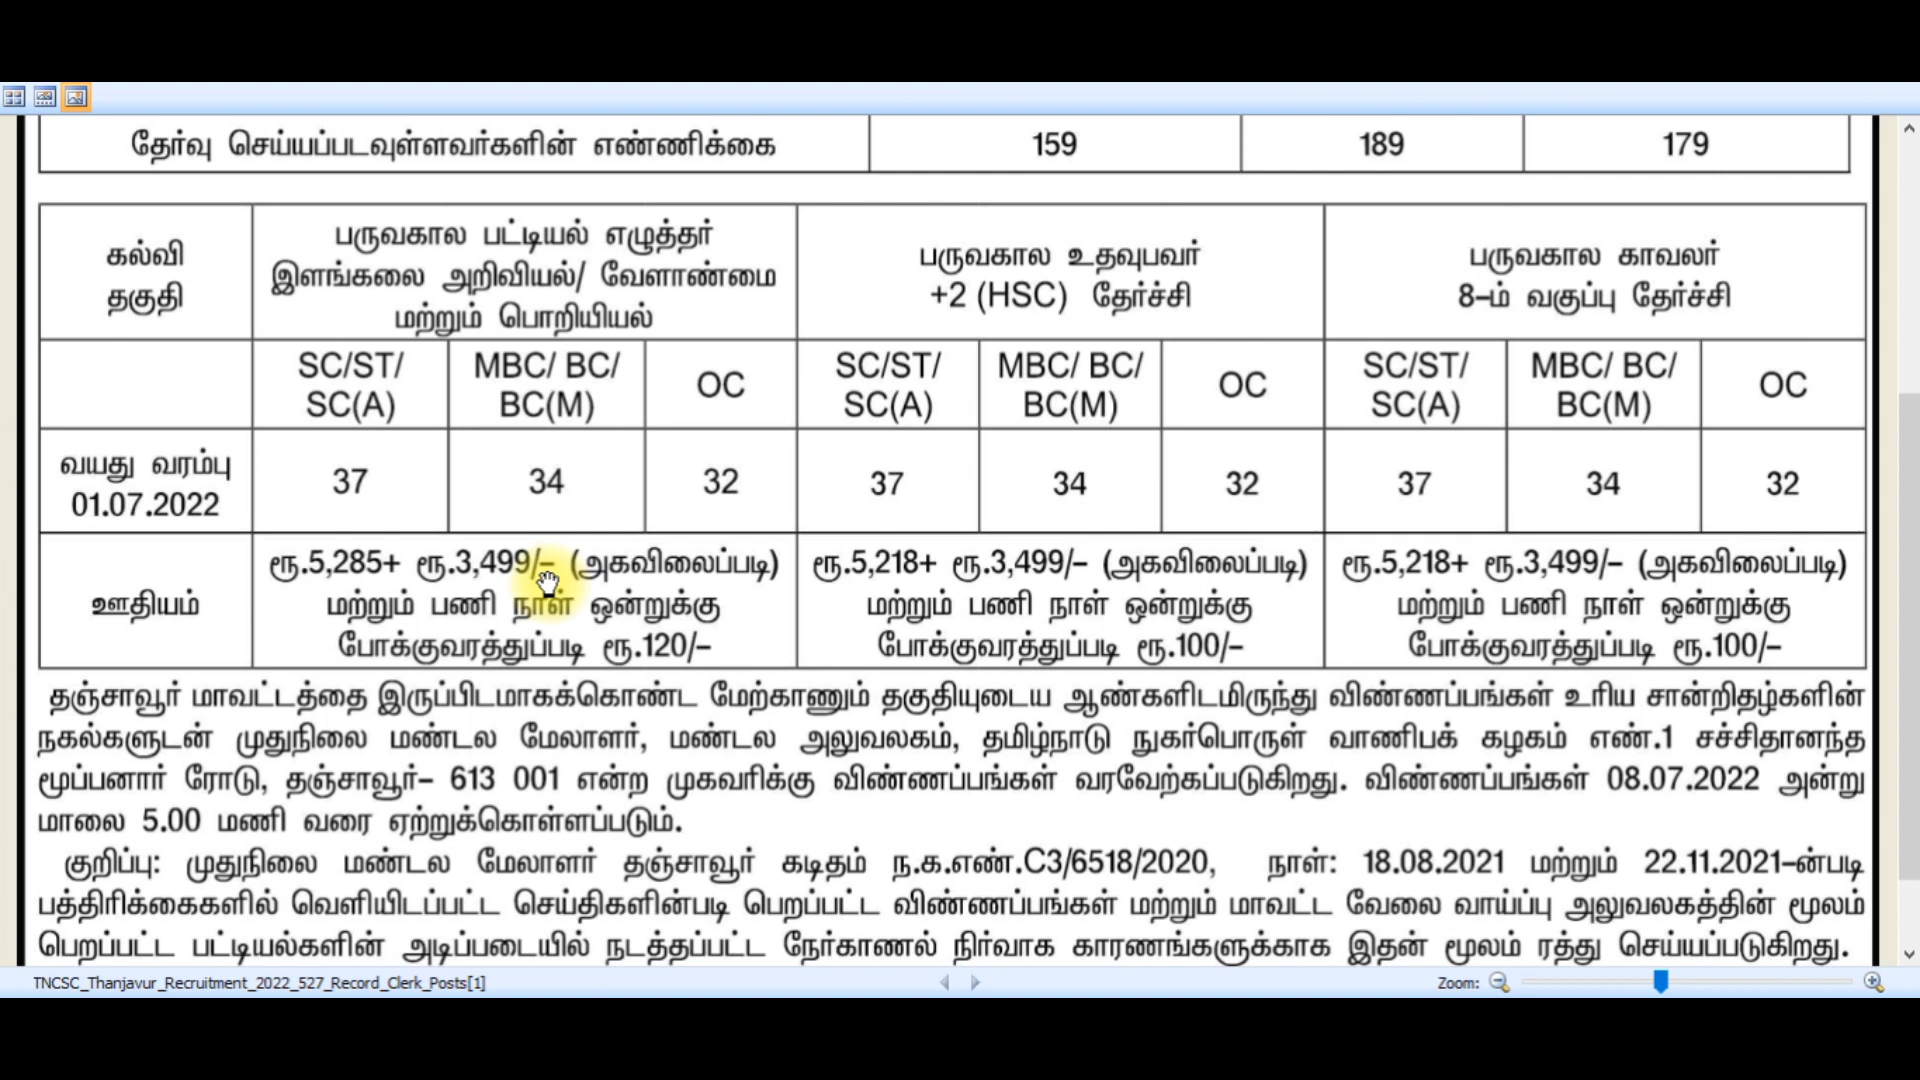 தேர்வு செய்யப்படவுள்ளவர்களின் எண்ணிக்கை 159 189 179
கல்வி தகுதி
பருவகால பட்டியல் எழுத்தர்
இளங்கலை அறிவியல்/ வேளாண்மை
மற்றும் பொறியியல்
பருவகால உதவுபவர்
+2 (HSC) தேர்ச்சி
பருவகால காவலர்
8-ம் வகுப்பு தேர்ச்சி
SC/ST/ SC(A) MBC/ BC/ BC(M) OC SC/ST/ SC(A) MBC/ BC/ BC(M) OC SC/ST/ SC(A) MBC/ BC/ BC(M) OC
வயது வரம்பு 01.07.2022 37 34 32 37 34 32 37 34 32
ஊதியம்
ரூ.5,285+ ரூ.3,499/– (அகவிலைப்படி)
மற்றும் பணி நாள் ஒன்றுக்கு
போக்குவரத்துப்படி ரூ.120/–
ரூ.5,218+ ரூ.3,499/– (அகவிலைப்படி)
மற்றும் பணி நாள் ஒன்றுக்கு
போக்குவரத்துப்படி ரூ.100/–
ரூ.5,218+ ரூ.3,499/– (அகவிலைப்படி)
மற்றும் பணி நாள் ஒன்றுக்கு
போக்குவரத்துப்படி ரூ.100/–
தஞ்சாவூர் மாவட்டத்தை இருப்பிடமாகக்கொண்ட மேற்காணும் தகுதியுடைய ஆண்களிடமிருந்து விண்ணப்பங்கள் உரிய சான்றிதழ்களின்
நகல்களுடன் முதுநிலை மண்டல மேலாளர், மண்டல அலுவலகம், தமிழ்நாடு நுகர்பொருள் வாணிபக் கழகம் எண்.1 சச்சிதானந்த
மூப்பனார் ரோடு, தஞ்சாவூர்– 613 001 என்ற முகவரிக்கு விண்ணப்பங்கள் வரவேற்கப்படுகிறது. விண்ணப்பங்கள் 08.07.2022 அன்று
மாலை 5.00 மணி வரை ஏற்றுக்கொள்ளப்படும்.
குறிப்பு: முதுநிலை மண்டல மேலாளர் தஞ்சாவூர் கடிதம் ந.க.எண்.C3/6518/2020, நாள்: 18.08.2021 மற்றும் 22.11.2021–ன்படி
பத்திரிக்கைகளில் வெளியிடப்பட்ட செய்திகளின்படி பெறப்பட்ட விண்ணப்பங்கள் மற்றும் மாவட்ட வேலை வாய்ப்பு அலுவலகத்தின் மூலம்
பெறப்பட்ட பட்டியல்களின் அடிப்படையில் நடத்தப்பட்ட நேர்காணல் நிர்வாக காரணங்களுக்காக இதன் மூலம் ரத்து செய்யப்படுகிறது.
TNCSC_Thanjavur_Recruitment_2022_527_Record_Clerk_Posts[1]
Zoom: